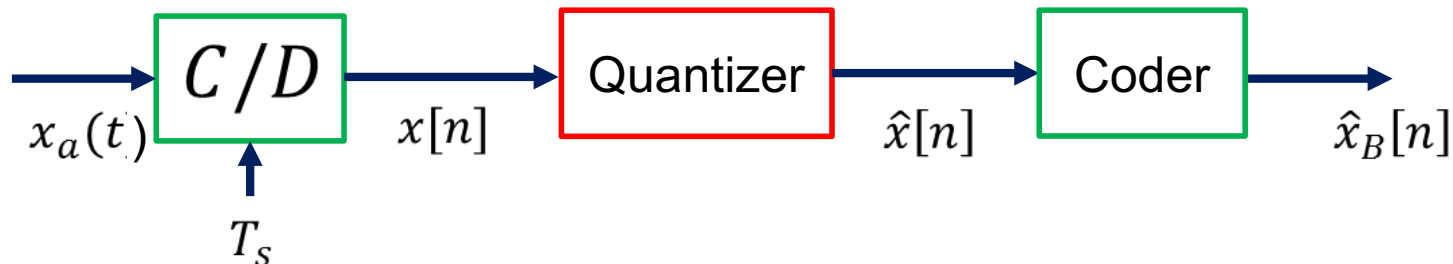 C/D
Quantizer
Coder
x_a(t)
x[n]
x̂[n]
x̂_B[n]
T_s